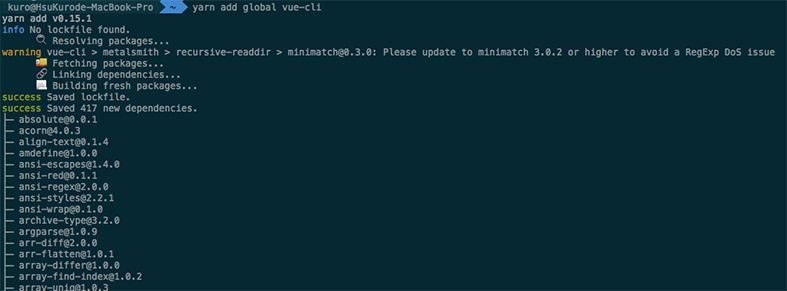 kuro@HsuKurode-MacBook-Pro ~ yarn add global vue-cli
yarn add v0.15.1
info No lockfile found.
Resolving packages...
warning vue-cli > metalsmith > recursive-readdir > minimatch@0.3.0: Please update to minimatch 3.0.2 or higher to avoid a RegExp DoS issue
Fetching packages...
Linking dependencies...
Building fresh packages...
success Saved lockfile.
success Saved 417 new dependencies.
├─ absolute@0.0.1
├─ acorn@4.0.3
├─ align-text@0.1.4
├─ amdefine@1.0.0
├─ ansi-escapes@1.4.0
├─ ansi-red@0.1.1
├─ ansi-regex@2.0.0
├─ ansi-styles@2.2.1
├─ ansi-wrap@0.1.0
├─ archive-type@3.2.0
├─ argparse@1.0.9
├─ arr-diff@2.0.0
├─ arr-flatten@1.0.1
├─ array-differ@1.0.0
├─ array-find-index@1.0.2
├─ array-uniq@1.0.3